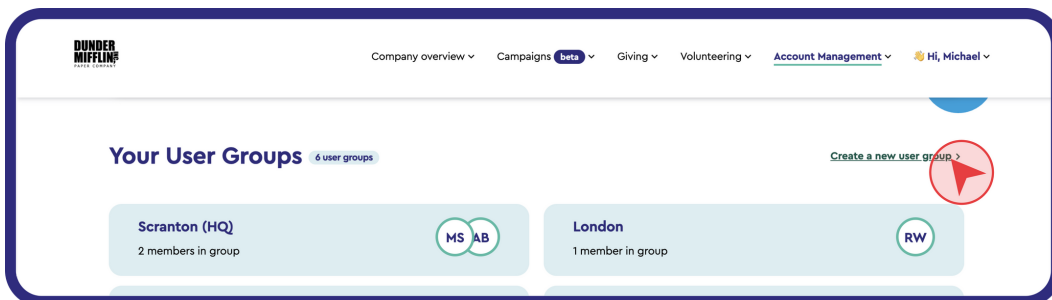 DUNDER
MIFFLIN INC
PAPER COMPANY
Company overview Campaigns beta Giving Volunteering Account Management 👋 Hi, Michael
Your User Groups 6 user groups Create a new user group >
Scranton (HQ) MS AB London RW
2 members in group 1 member in group